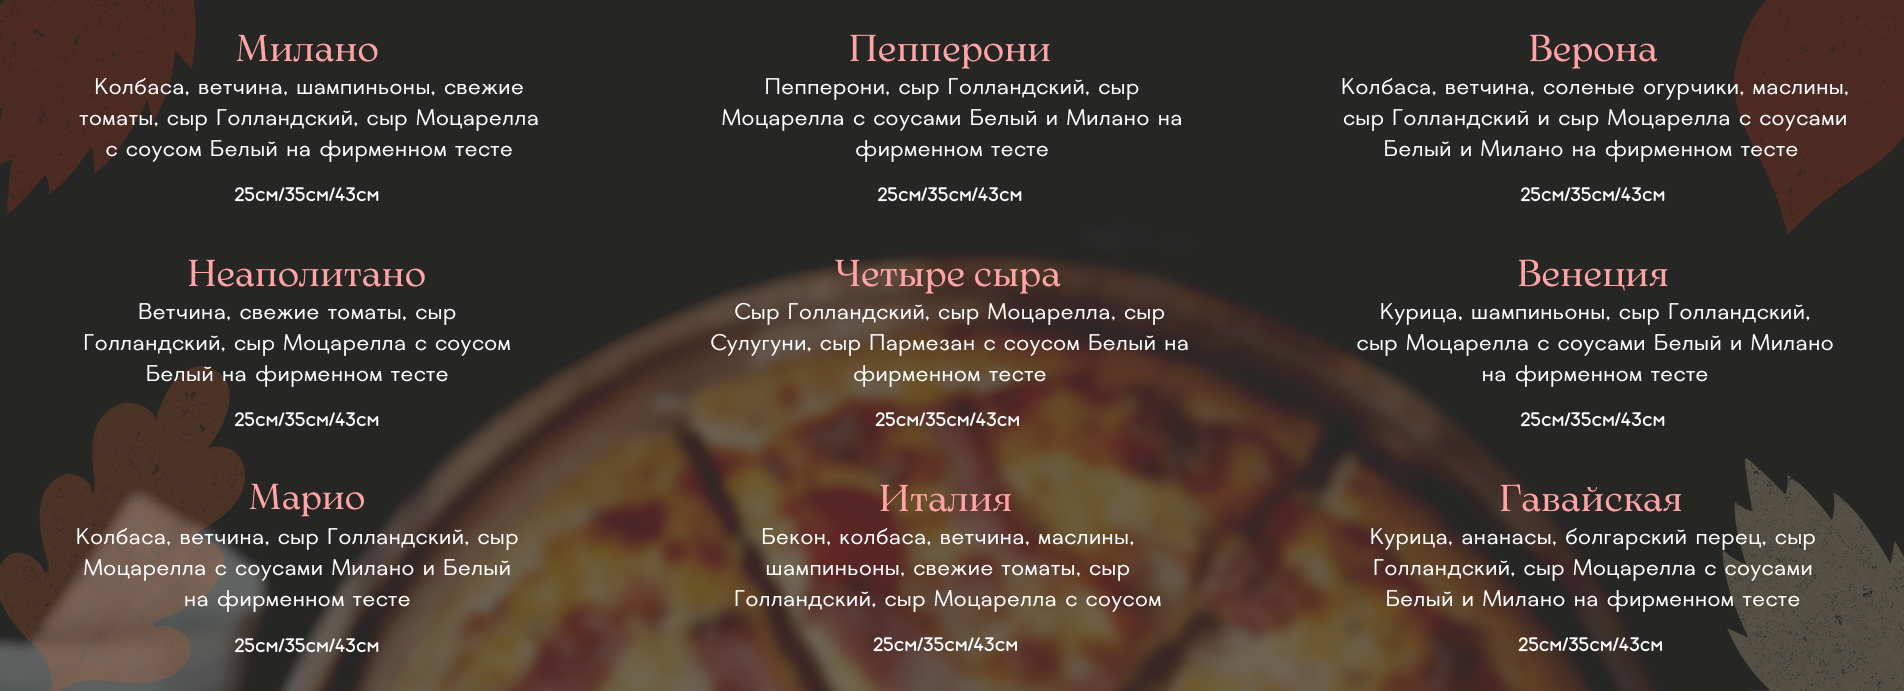 Милано
Колбаса, ветчина, шампиньоны, свежие
томаты, сыр Голландский, сыр Моцарелла
с соусом Белый на фирменном тесте
25см/35см/43см
Пепперони
Пепперони, сыр Голландский, сыр
Моцарелла с соусами Белый и Милано на
фирменном тесте
25см/35см/43см
Верона
Колбаса, ветчина, соленые огурчики, маслины,
сыр Голландский и сыр Моцарелла с соусами
Белый и Милано на фирменном тесте
25см/35см/43см
Неаполитано
Ветчина, свежие томаты, сыр
Голландский, сыр Моцарелла с соусом
Белый на фирменном тесте
25см/35см/43см
Четыре сыра
Сыр Голландский, сыр Моцарелла, сыр
Сулугуни, сыр Пармезан с соусом Белый на
фирменном тесте
25см/35см/43см
Венеция
Курица, шампиньоны, сыр Голландский,
сыр Моцарелла с соусами Белый и Милано
на фирменном тесте
25см/35см/43см
Марио
Колбаса, ветчина, сыр Голландский, сыр
Моцарелла с соусами Милано и Белый
на фирменном тесте
25см/35см/43см
Италия
Бекон, колбаса, ветчина, маслины,
шампиньоны, свежие томаты, сыр
Голландский, сыр Моцарелла с соусом
25см/35см/43см
Гавайская
Курица, ананасы, болгарский перец, сыр
Голландский, сыр Моцарелла с соусами
Белый и Милано на фирменном тесте
25см/35см/43см